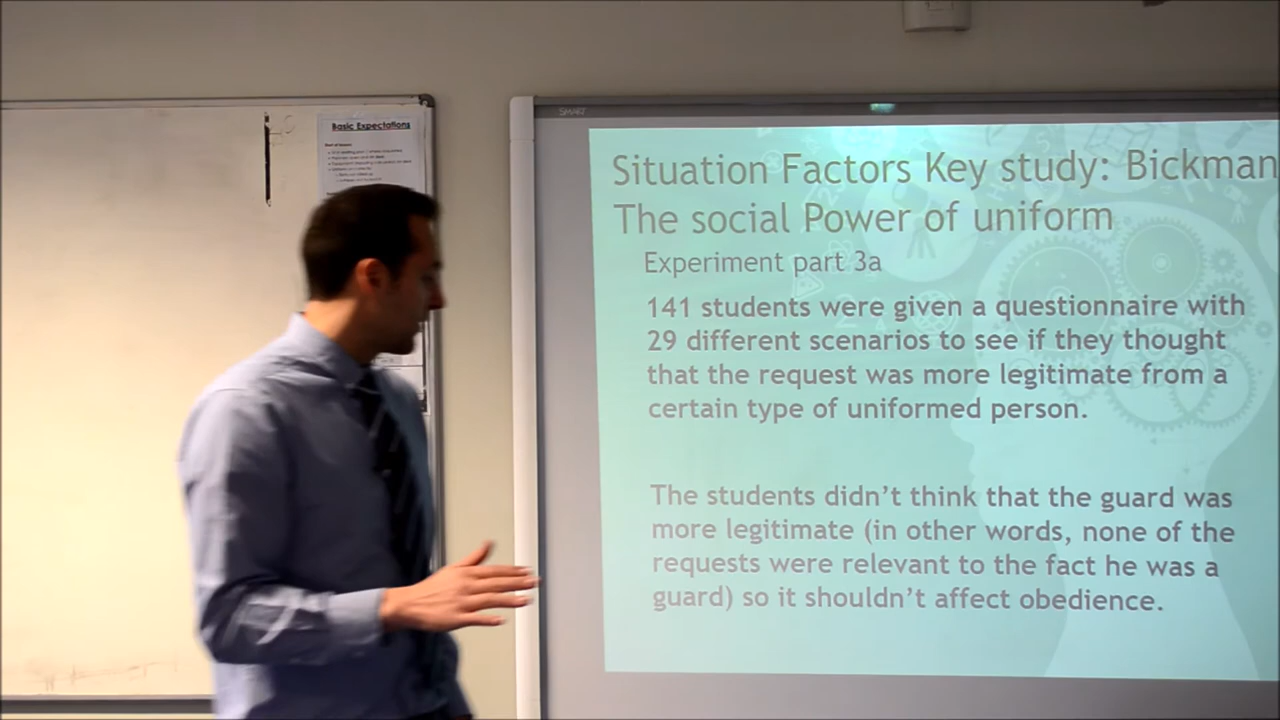 SMART
Basic Expectations
Situation Factors Key study: Bickman
The social Power of uniform
Experiment part 3a
141 students were given a questionnaire with
29 different scenarios to see if they thought
that the request was more legitimate from a
certain type of uniformed person.
The students didn’t think that the guard was
more legitimate (in other words, none of the
requests were relevant to the fact he was a
guard) so it shouldn’t affect obedience.